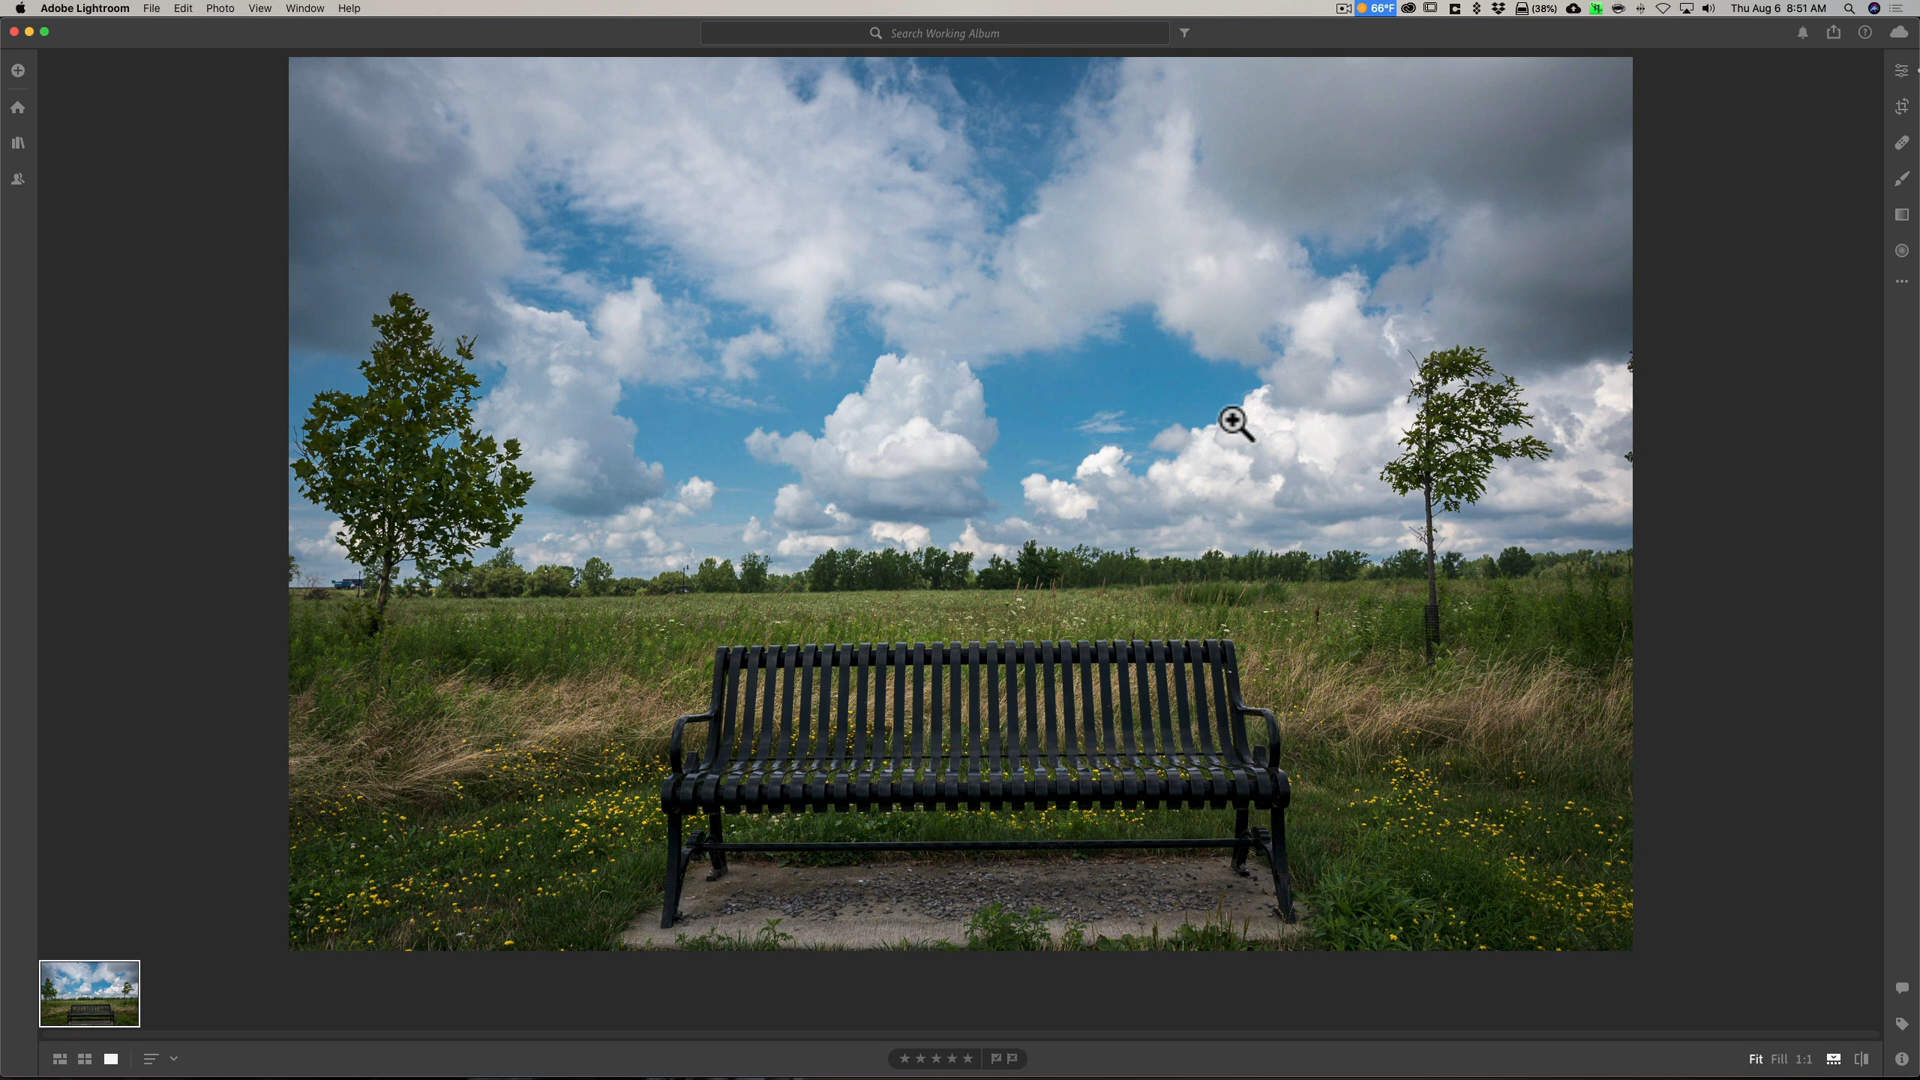 Adobe Lightroom File Edit Photo View Window Help 66°F (38%) Thu Aug 6 8:51 AM
Search Working Album
Fit Fill 1:1